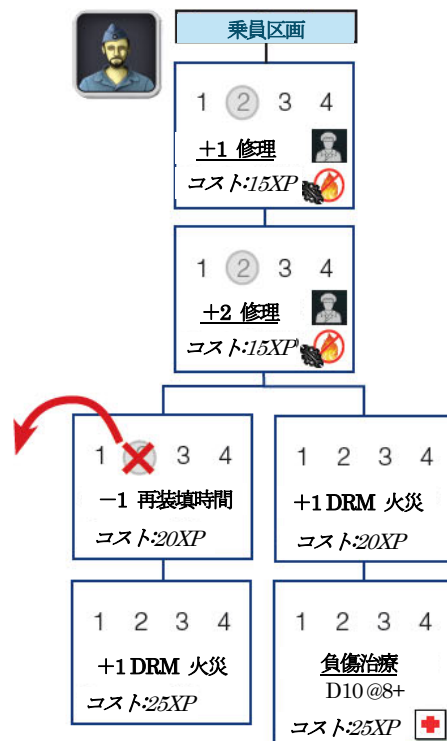 乗員区画
1 2 3 4
+1 修理
コスト:15XP
1 2 3 4
+2 修理
コスト:15XP
1 2 3 4
−1 再装填時間
コスト:20XP
1 2 3 4
+1 DRM 火災
コスト:20XP
1 2 3 4
+1 DRM 火災
コスト:25XP
1 2 3 4
負傷治療
D10 @8+
コスト:25XP